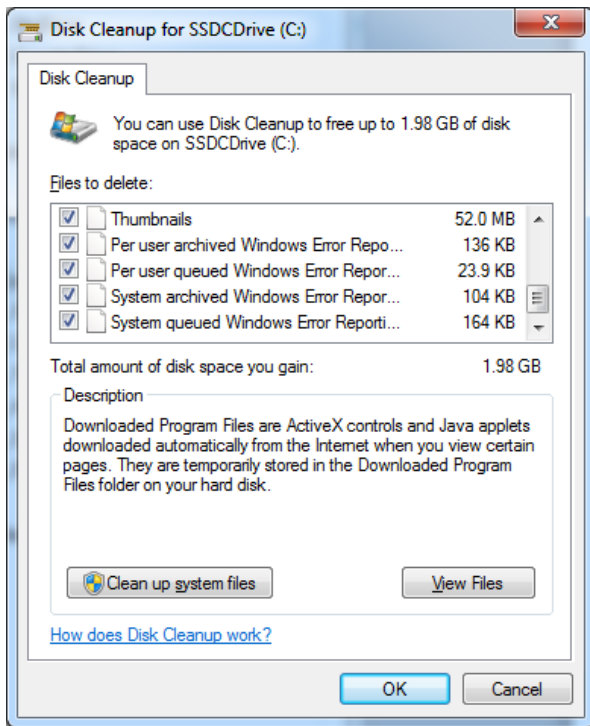 Disk Cleanup for SSDCDrive (C:)
Disk Cleanup
You can use Disk Cleanup to free up to 1.98 GB of disk
space on SSDCDrive (C:).
Files to delete:
Thumbnails 52.0 MB
Per user archived Windows Error Repo... 136 KB
Per user queued Windows Error Repor... 23.9 KB
System archived Windows Error Repor... 104 KB
System queued Windows Error Reporti... 164 KB
Total amount of disk space you gain: 1.98 GB
Description
Downloaded Program Files are ActiveX controls and Java applets
downloaded automatically from the Internet when you view certain
pages. They are temporarily stored in the Downloaded Program
Files folder on your hard disk.
Clean up system files View Files
How does Disk Cleanup work?
OK Cancel